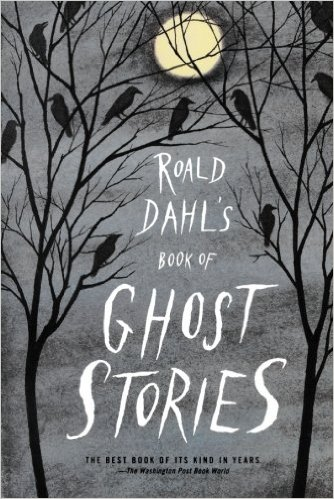 ROALD
DAHL'S
BOOK OF
GHOST
STORIES
THE BEST BOOK OF ITS KIND IN YEARS.
—The Washington Post Book World